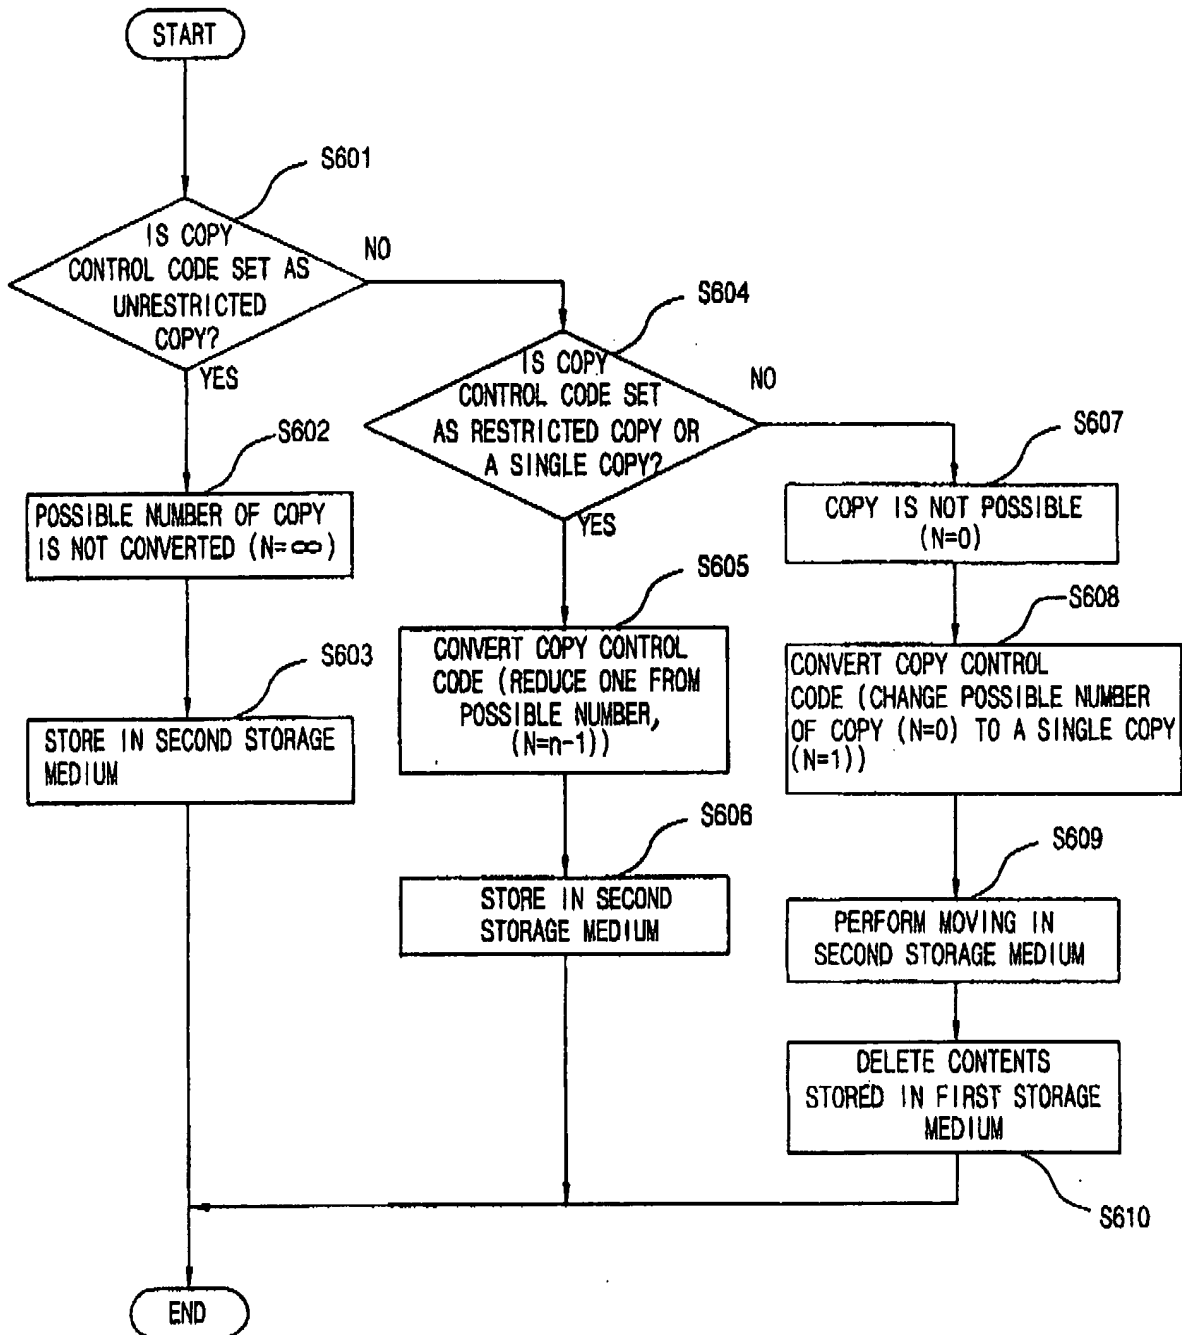 START
S601
IS COPY
CONTROL CODE SET AS
UNRESTRICTED
COPY?
NO
YES
S604
IS COPY
CONTROL CODE SET
AS RESTRICTED COPY OR
A SINGLE COPY?
NO
YES
S602
POSSIBLE NUMBER OF COPY
IS NOT CONVERTED (N=∞)
S603
STORE IN SECOND STORAGE
MEDIUM
S605
CONVERT COPY CONTROL
CODE (REDUCE ONE FROM
POSSIBLE NUMBER,
(N=n-1))
S606
STORE IN SECOND
STORAGE MEDIUM
S607
COPY IS NOT POSSIBLE
(N=0)
S608
CONVERT COPY CONTROL
CODE (CHANGE POSSIBLE NUMBER
OF COPY (N=0) TO A SINGLE COPY
(N=1))
S609
PERFORM MOVING IN
SECOND STORAGE MEDIUM
DELETE CONTENTS
STORED IN FIRST STORAGE
MEDIUM
S610
END